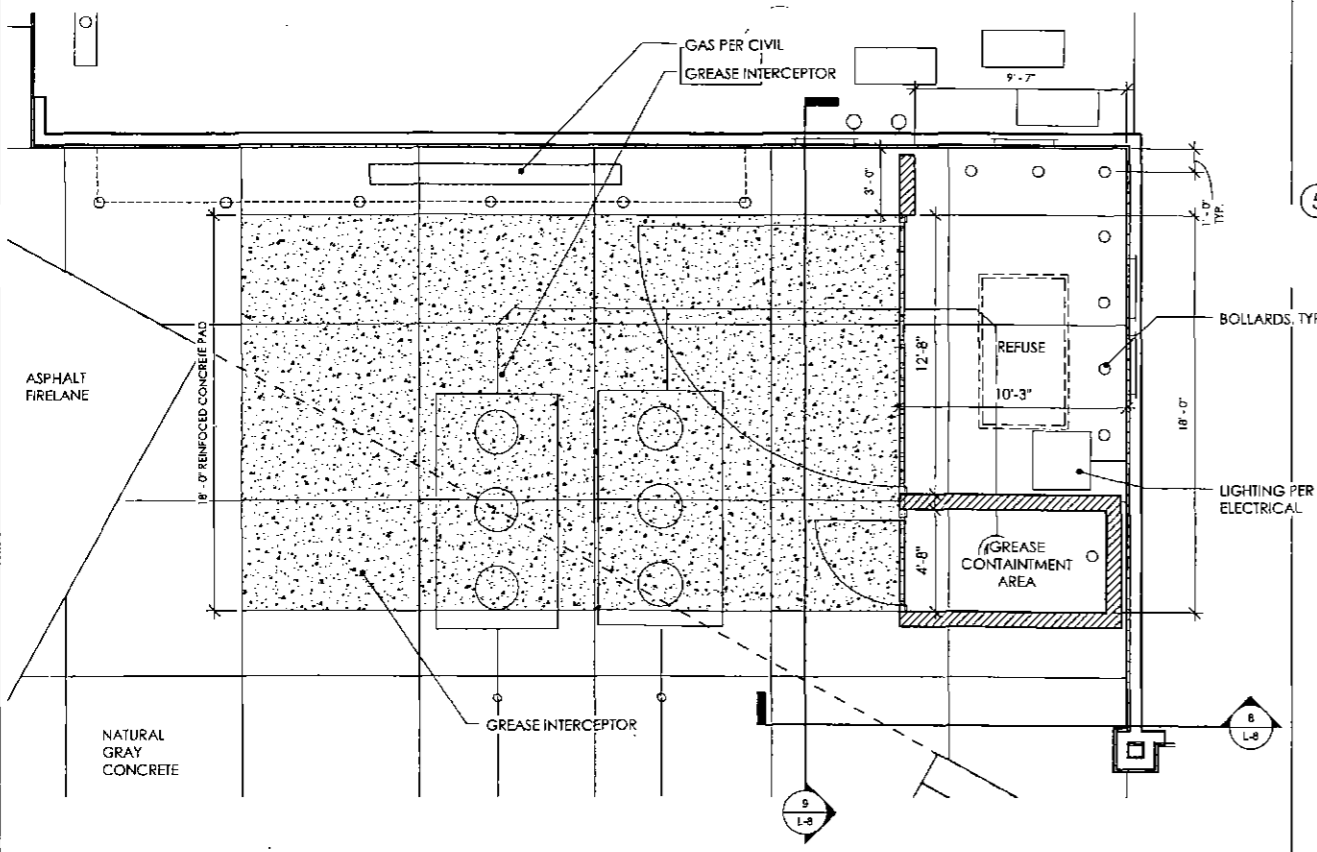 GAS PER CIVIL
GREASE INTERCEPTOR
9'-7"
3'-0"
1'-0"
TYP.
5
18'-0" REINFOCED CONCRETE PAD
BOLLARDS, TYP
REFUSE
12'-8"
10'-3"
18'-0"
ASPHALT
FIRELANE
LIGHTING PER
ELECTRICAL
GREASE
CONTAINTMENT
AREA
4'-8"
GREASE INTERCEPTOR
NATURAL
GRAY
CONCRETE
8
L-8
9
L-8